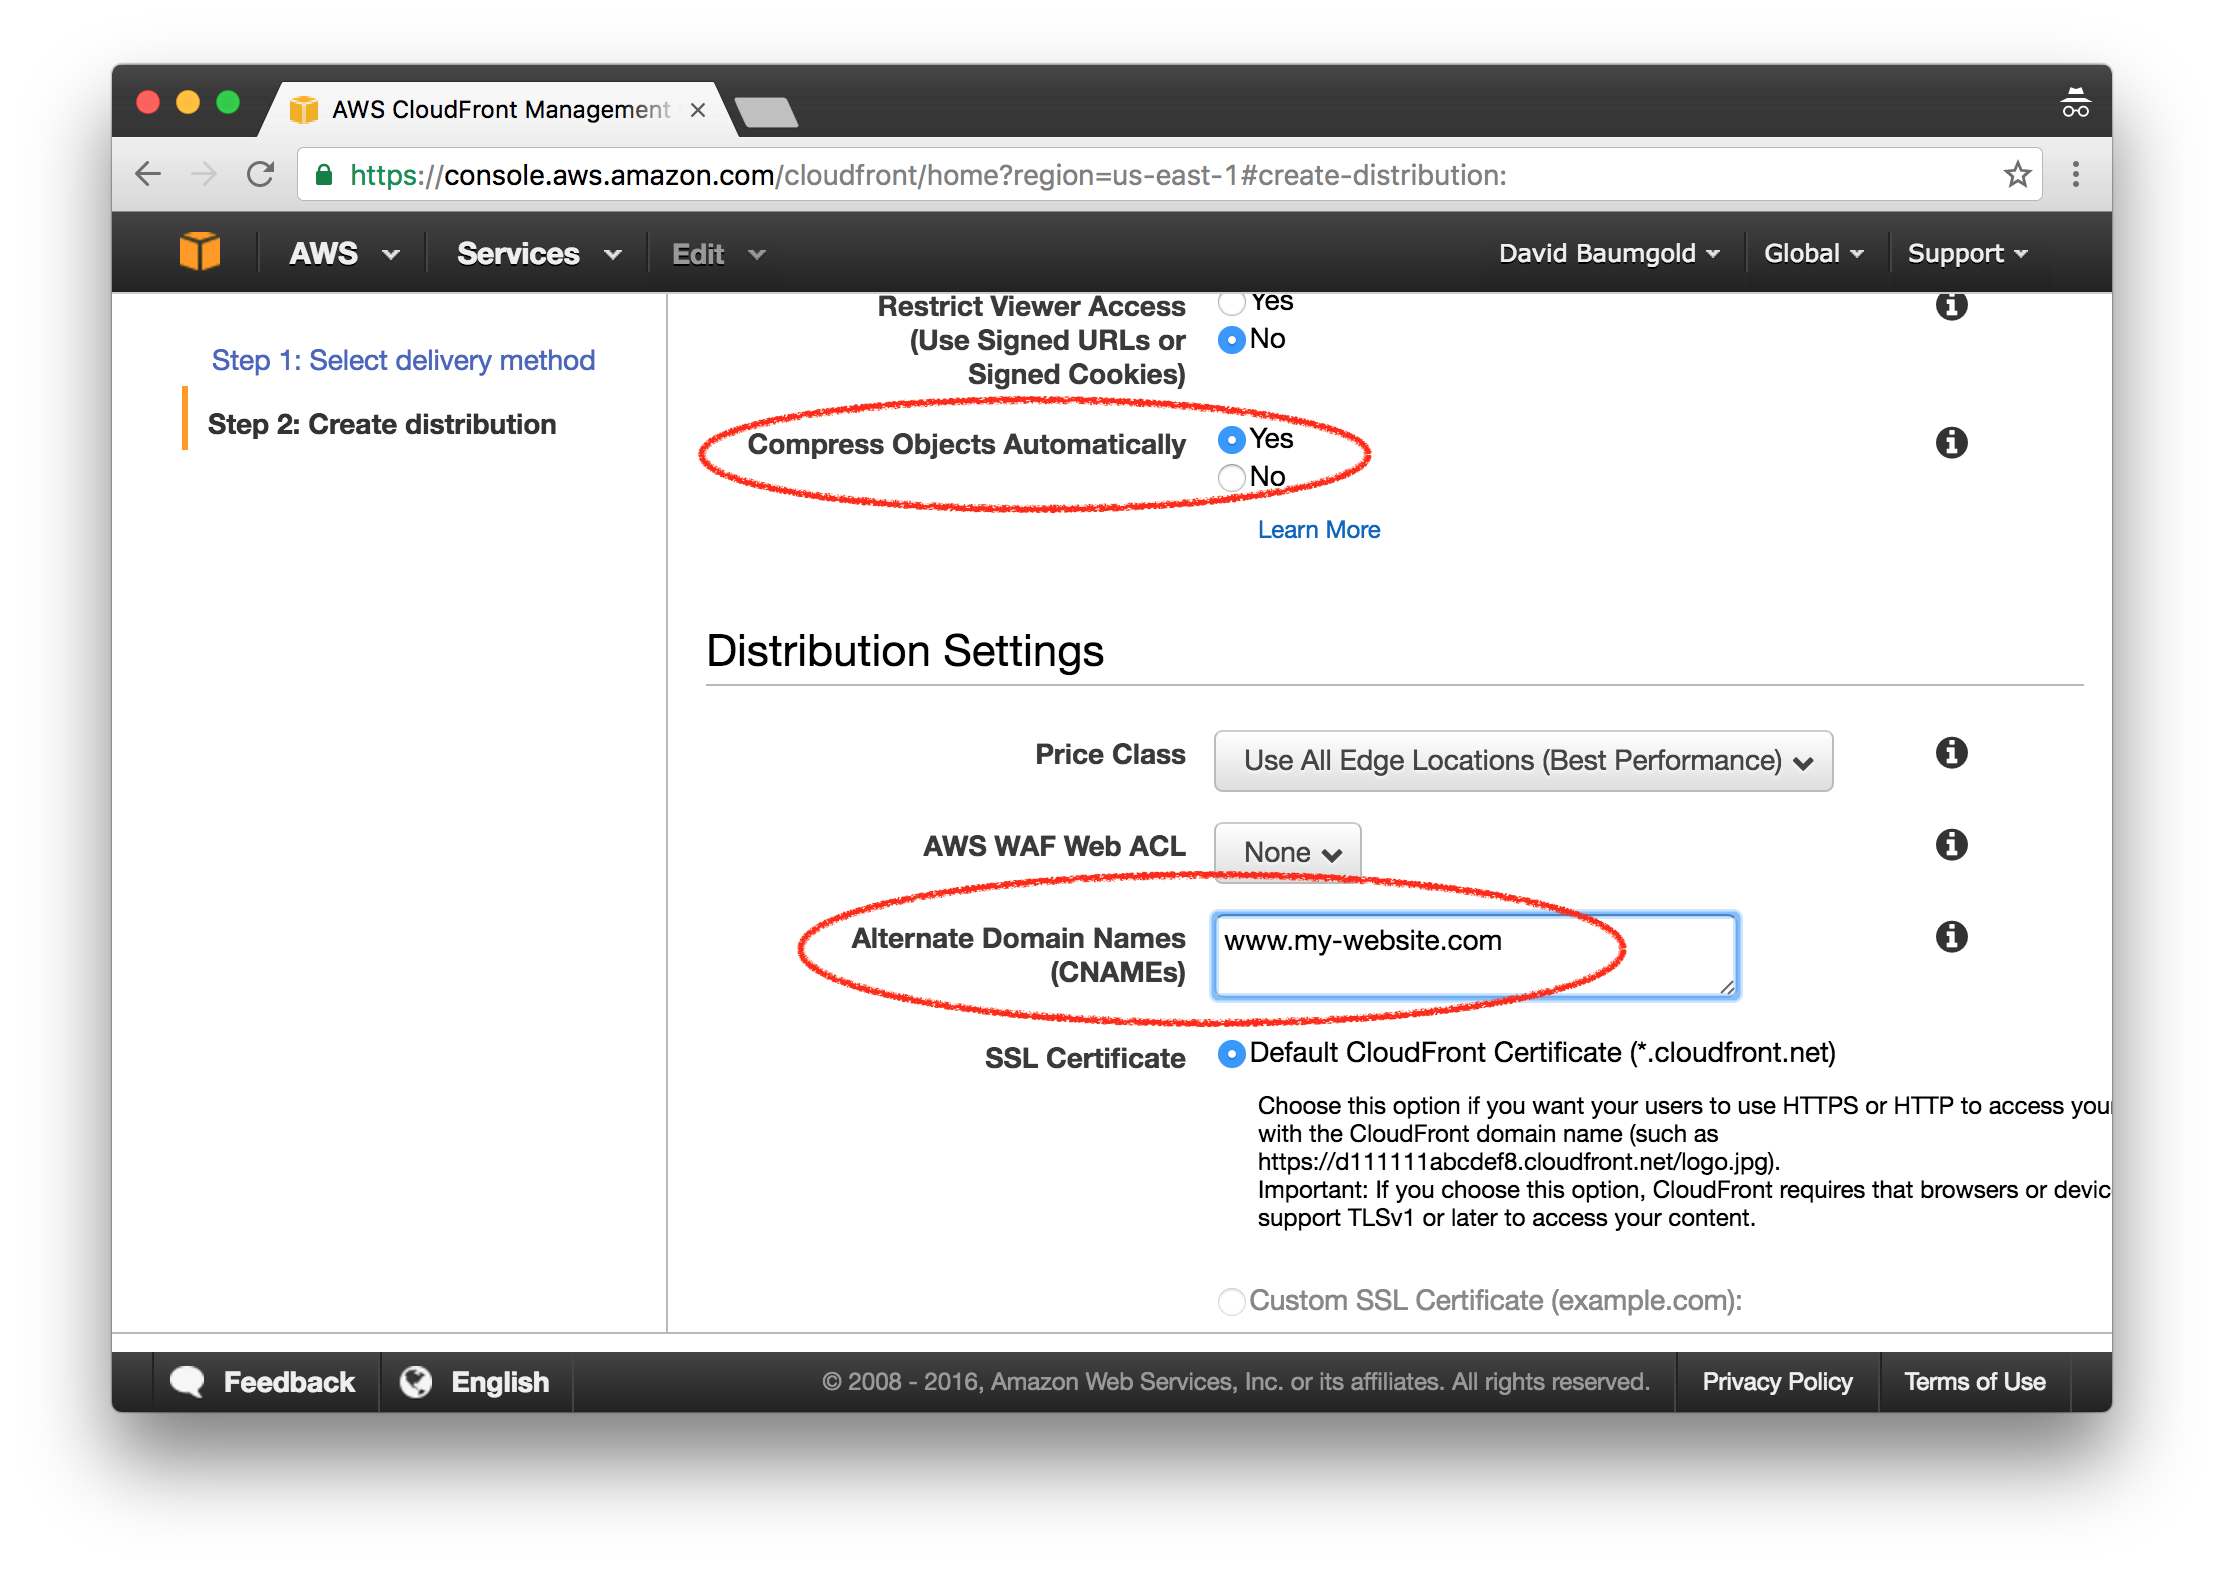 AWS CloudFront Management
https://console.aws.amazon.com/cloudfront/home?region=us-east-1#create-distribution:
AWS Services Edit David Baumgold Global Support
Step 1: Select delivery method
Step 2: Create distribution
Restrict Viewer Access
(Use Signed URLs or
Signed Cookies)
Yes
No
Compress Objects Automatically
Yes
No
Learn More
Distribution Settings
Price Class
Use All Edge Locations (Best Performance)
AWS WAF Web ACL
None
Alternate Domain Names
(CNAMEs)
www.my-website.com
SSL Certificate
Default CloudFront Certificate (*.cloudfront.net)
Choose this option if you want your users to use HTTPS or HTTP to access
with the CloudFront domain name (such as
https://d111111abcdef8.cloudfront.net/logo.jpg).
Important: If you choose this option, CloudFront requires that browsers or
support TLSv1 or later to access your content.
Custom SSL Certificate (example.com):
Feedback English © 2008 - 2016, Amazon Web Services, Inc. or its affiliates. All rights reserved. Privacy Policy Terms of Use